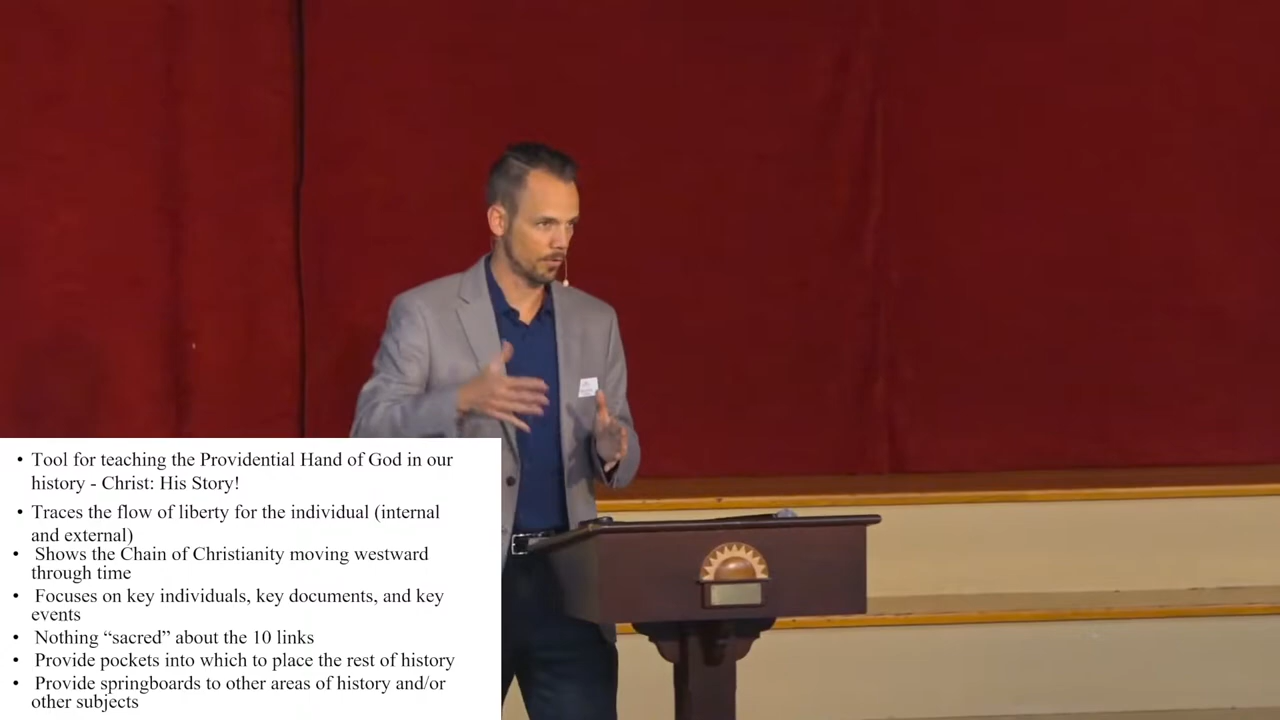 • Tool for teaching the Providential Hand of God in our
history - Christ: His Story!
• Traces the flow of liberty for the individual (internal
and external)
• Shows the Chain of Christianity moving westward
through time
• Focuses on key individuals, key documents, and key
events
• Nothing “sacred” about the 10 links
• Provide pockets into which to place the rest of history
• Provide springboards to other areas of history and/or
other subjects